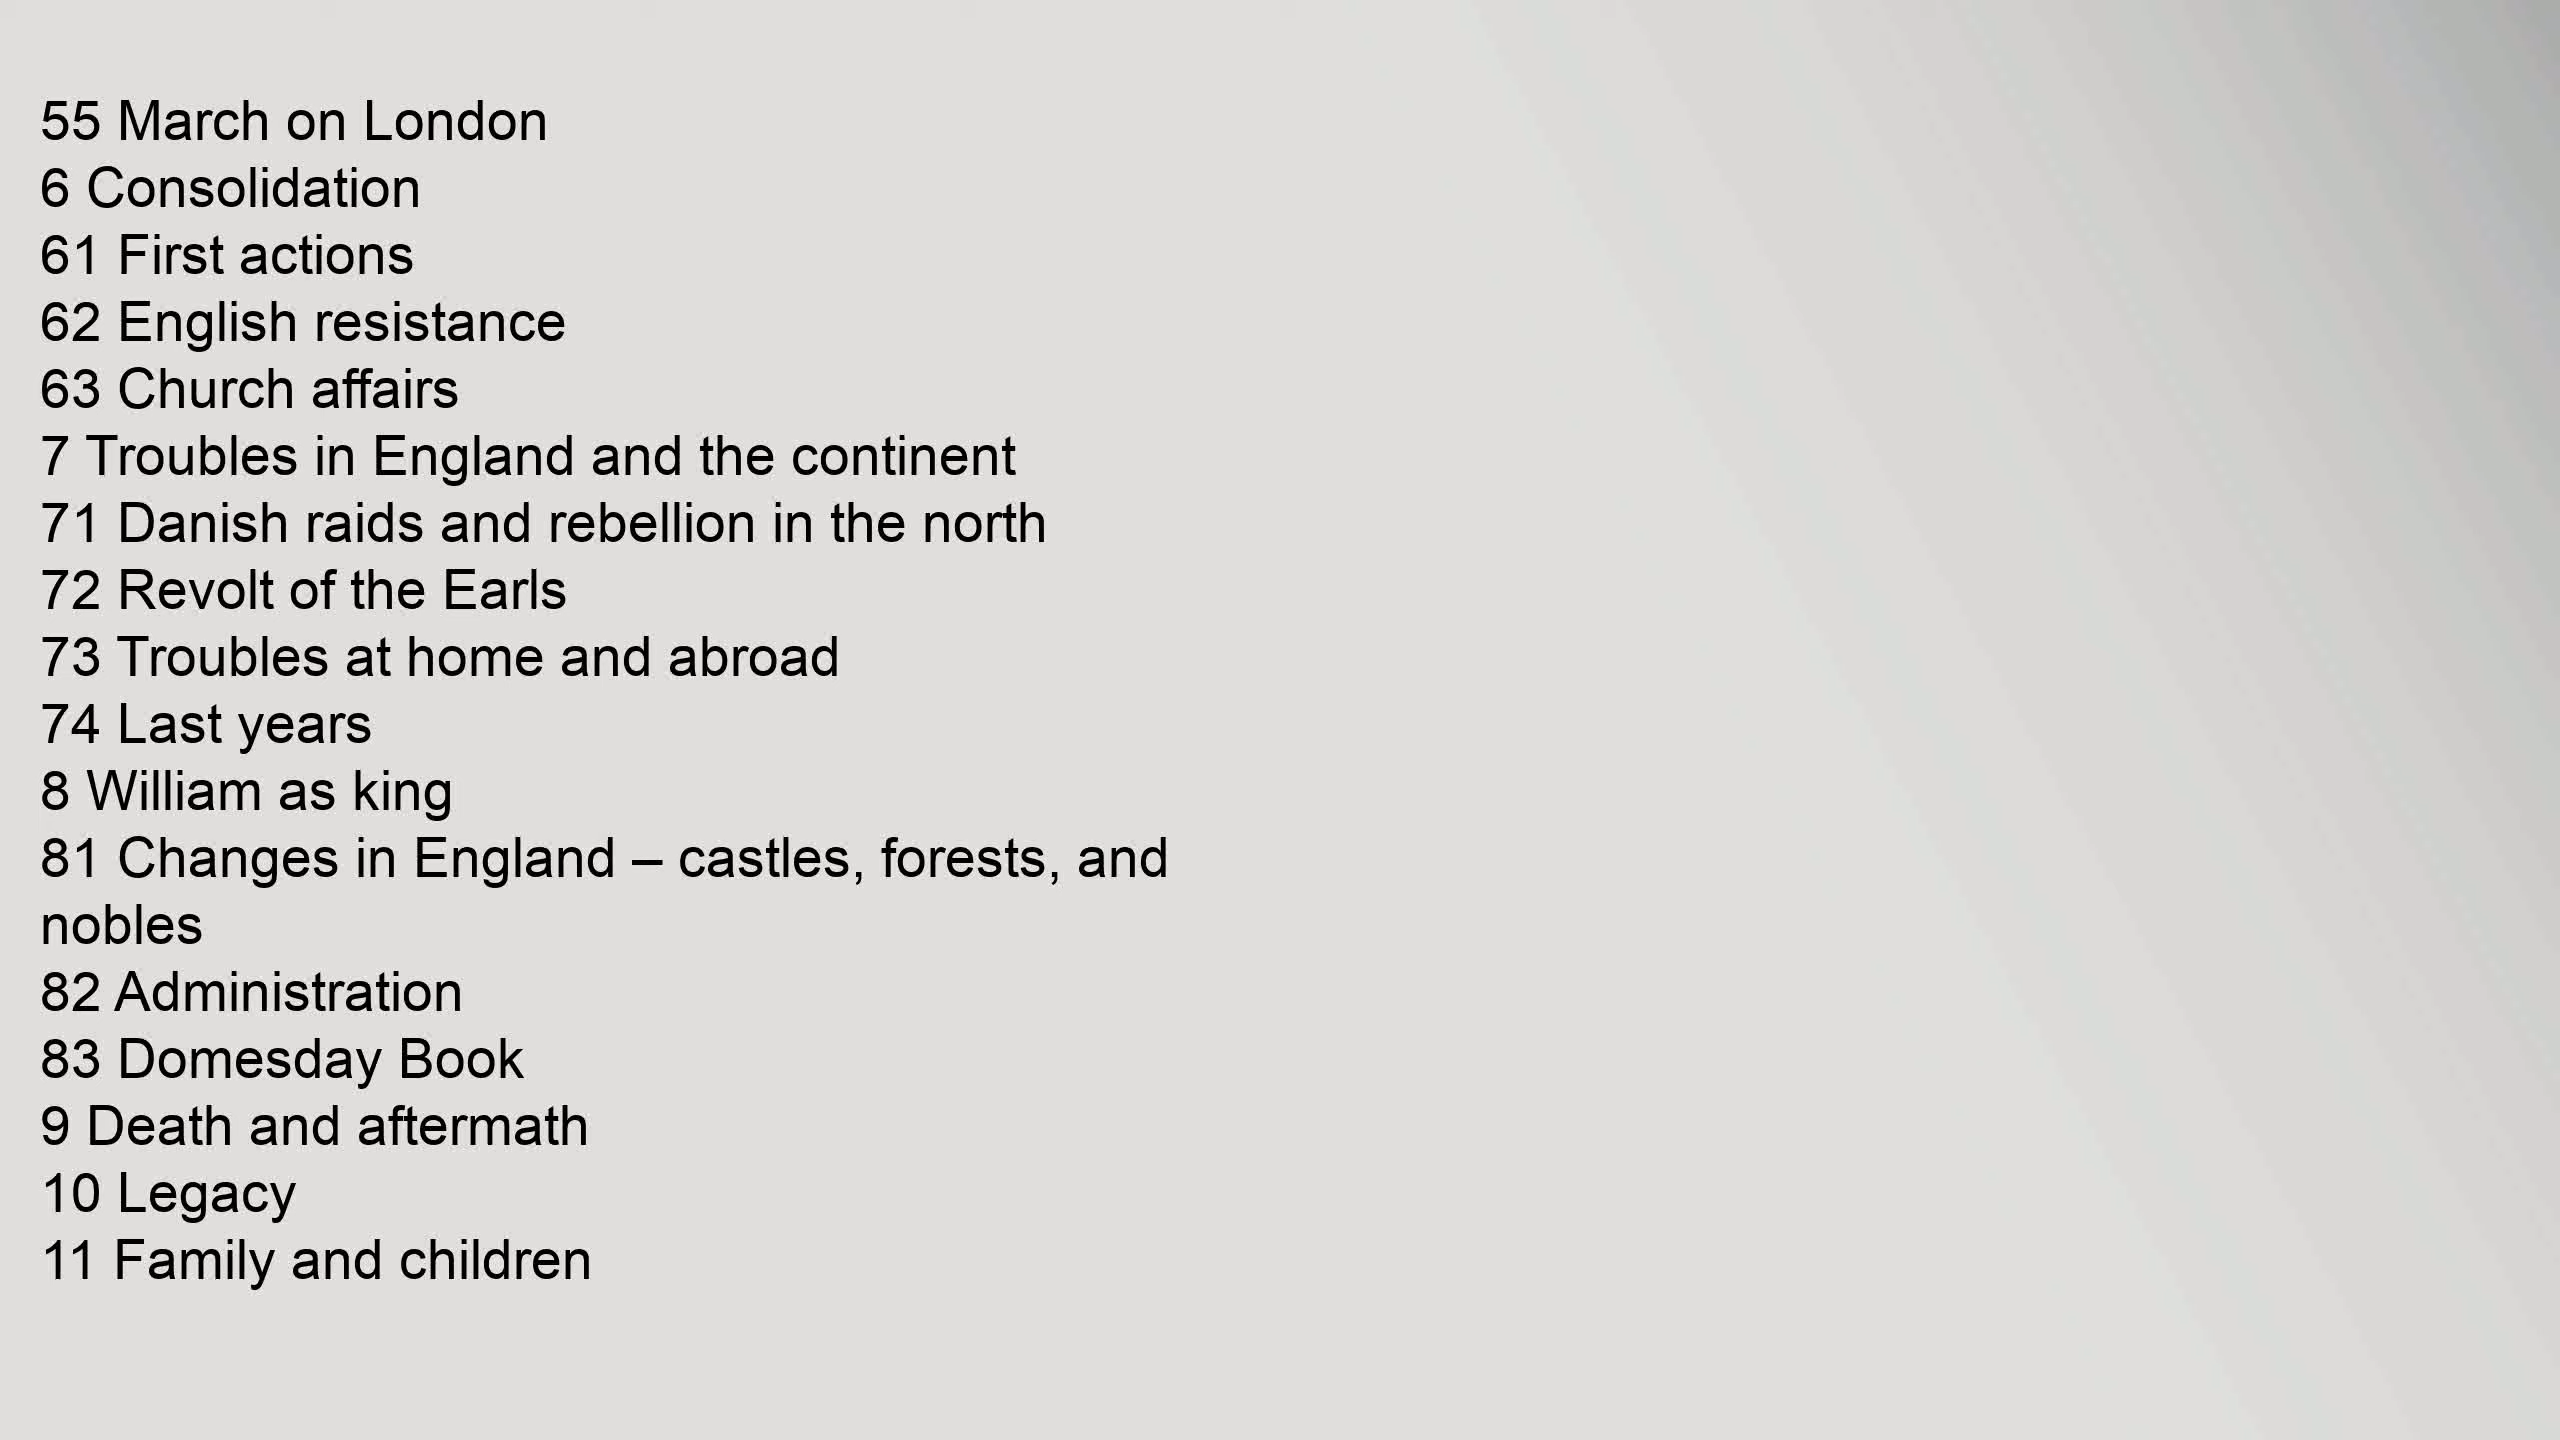 55 March on London
6 Consolidation
61 First actions
62 English resistance
63 Church affairs
7 Troubles in England and the continent
71 Danish raids and rebellion in the north
72 Revolt of the Earls
73 Troubles at home and abroad
74 Last years
8 William as king
81 Changes in England – castles, forests, and
nobles
82 Administration
83 Domesday Book
9 Death and aftermath
10 Legacy
11 Family and children